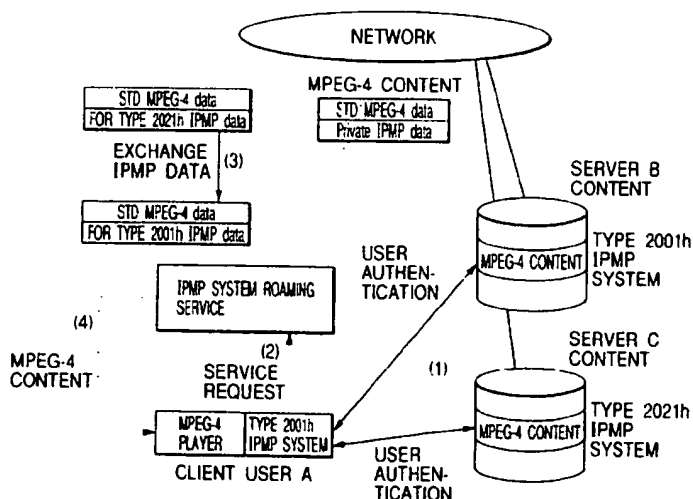 NETWORK
MPEG-4 CONTENT
STD MPEG-4 data
Private IPMP data
STD MPEG-4 data
FOR TYPE 2021h IPMP data
EXCHANGE
IPMP DATA
(3)
STD MPEG-4 data
FOR TYPE 2001h IPMP data
SERVER B
CONTENT
TYPE 2001h
IPMP
SYSTEM
MPEG-4 CONTENT
USER
AUTHEN-
TICATION
IPMP SYSTEM ROAMING
SERVICE
(4)
MPEG-4
CONTENT
(2)
SERVICE
REQUEST
(1)
SERVER C
CONTENT
TYPE 2021h
IPMP
SYSTEM
MPEG-4 CONTENT
MPEG-4
PLAYER
TYPE 2001h
IPMP SYSTEM
CLIENT USER A
USER
AUTHEN-
TICATION